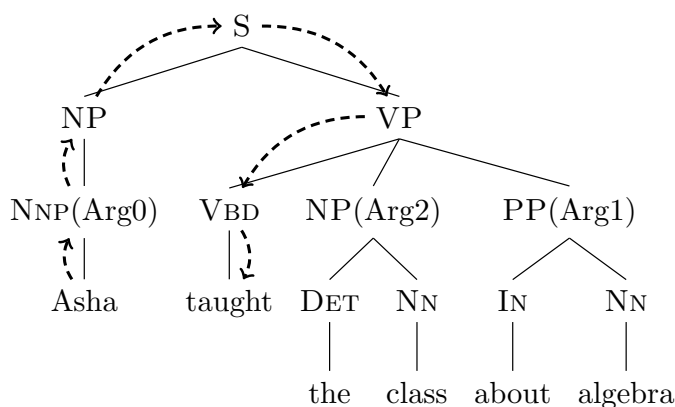 S
NP VP
NNP(Arg0) VBD NP(Arg2) PP(Arg1)
Asha taught DET NN IN NN
the class about algebra